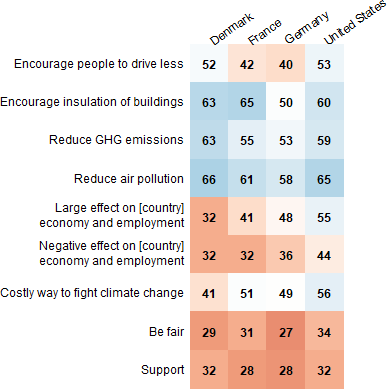 Denmark France Germany United States
Encourage people to drive less 52 42 40 53
Encourage insulation of buildings 63 65 50 60
Reduce GHG emissions 63 55 53 59
Reduce air pollution 66 61 58 65
Large effect on [country]
economy and employment 32 41 48 55
Negative effect on [country]
economy and employment 32 32 36 44
Costly way to fight climate change 41 51 49 56
Be fair 29 31 27 34
Support 32 28 28 32